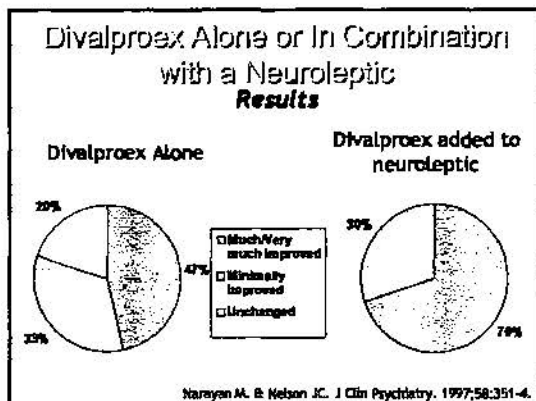 Divalproex Alone or In Combination
with a Neuroleptic
Results
Divalproex Alone
Divalproex added to
neuroleptic
20%
47%
33%
Much/Very
much improved
Minimally
improved
Unchanged
30%
70%
Narayan M. & Nelson JC. J Clin Psychiatry. 1997;58:351-4.